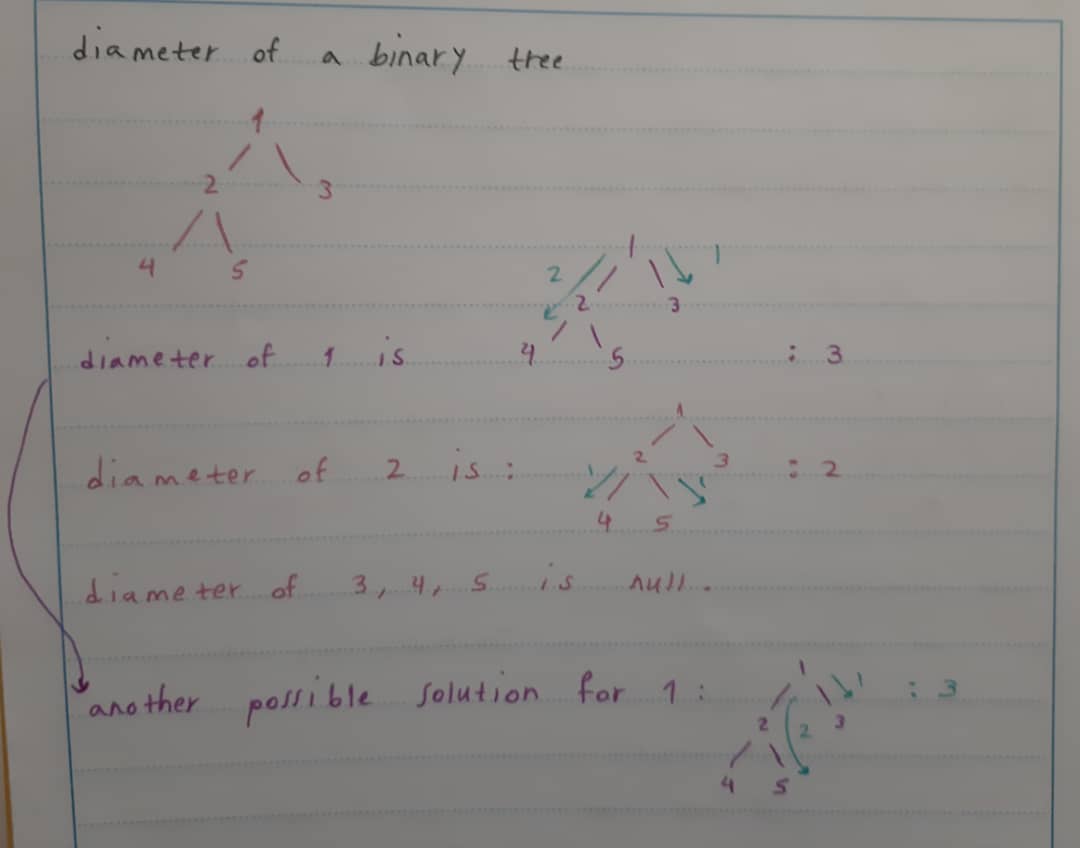 diameter of a binary tree
1
2 3
4 5
1
2 1
2 3
4 5
diameter of 1 is : 3
1
diameter of 2 is : 2 3 : 2
1 1
4 5
diameter of 3, 4, 5 is null.
another possible solution for 1 : 1 1 : 3
2 2 3
4 5